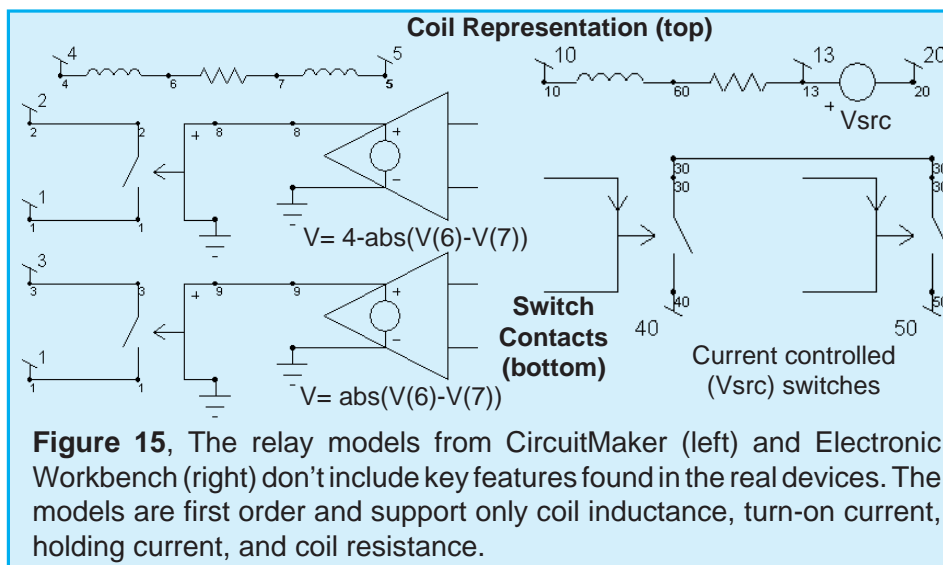 Coil Representation (top)
4 5 10 13 20
4 6 7 5 10 60 13 20
+
Vsrc
2
2 2 8 8 +
-
1
1 1
V= 4-abs(V(6)-V(7))
30 30
30 30
3
3 3 9 9 +
-
1
1 1
V= abs(V(6)-V(7))
40 50
40 50
Switch
Contacts
(bottom)
Current controlled
(Vsrc) switches
Figure 15, The relay models from CircuitMaker (left) and Electronic
Workbench (right) don't include key features found in the real devices. The
models are first order and support only coil inductance, turn-on current,
holding current, and coil resistance.